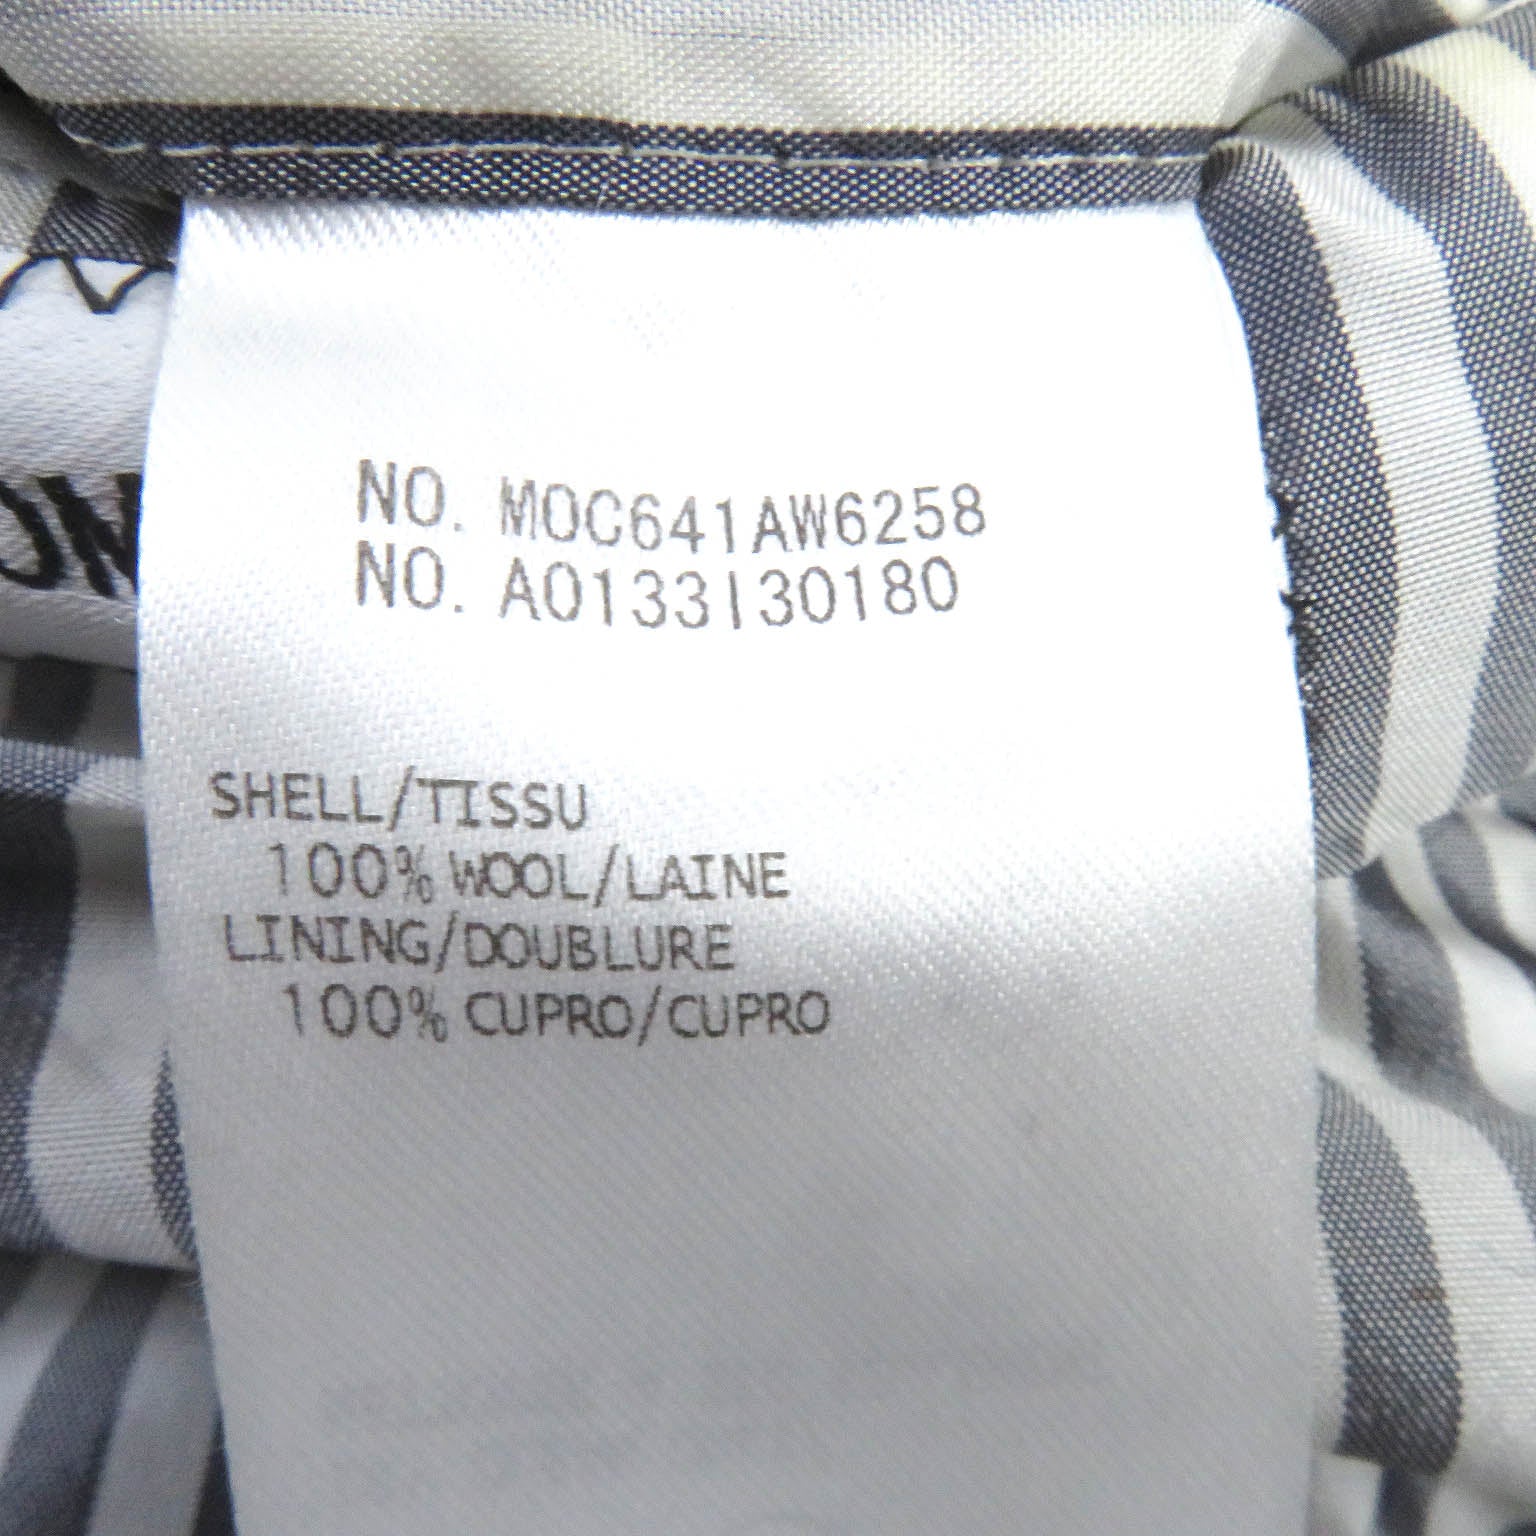 NO. MOC641AW6258
NO. A0133I30180
SHELL/TISSU
100% WOOL/LAINE
LINING/DOUBLURE
100% CUPRO/CUPRO